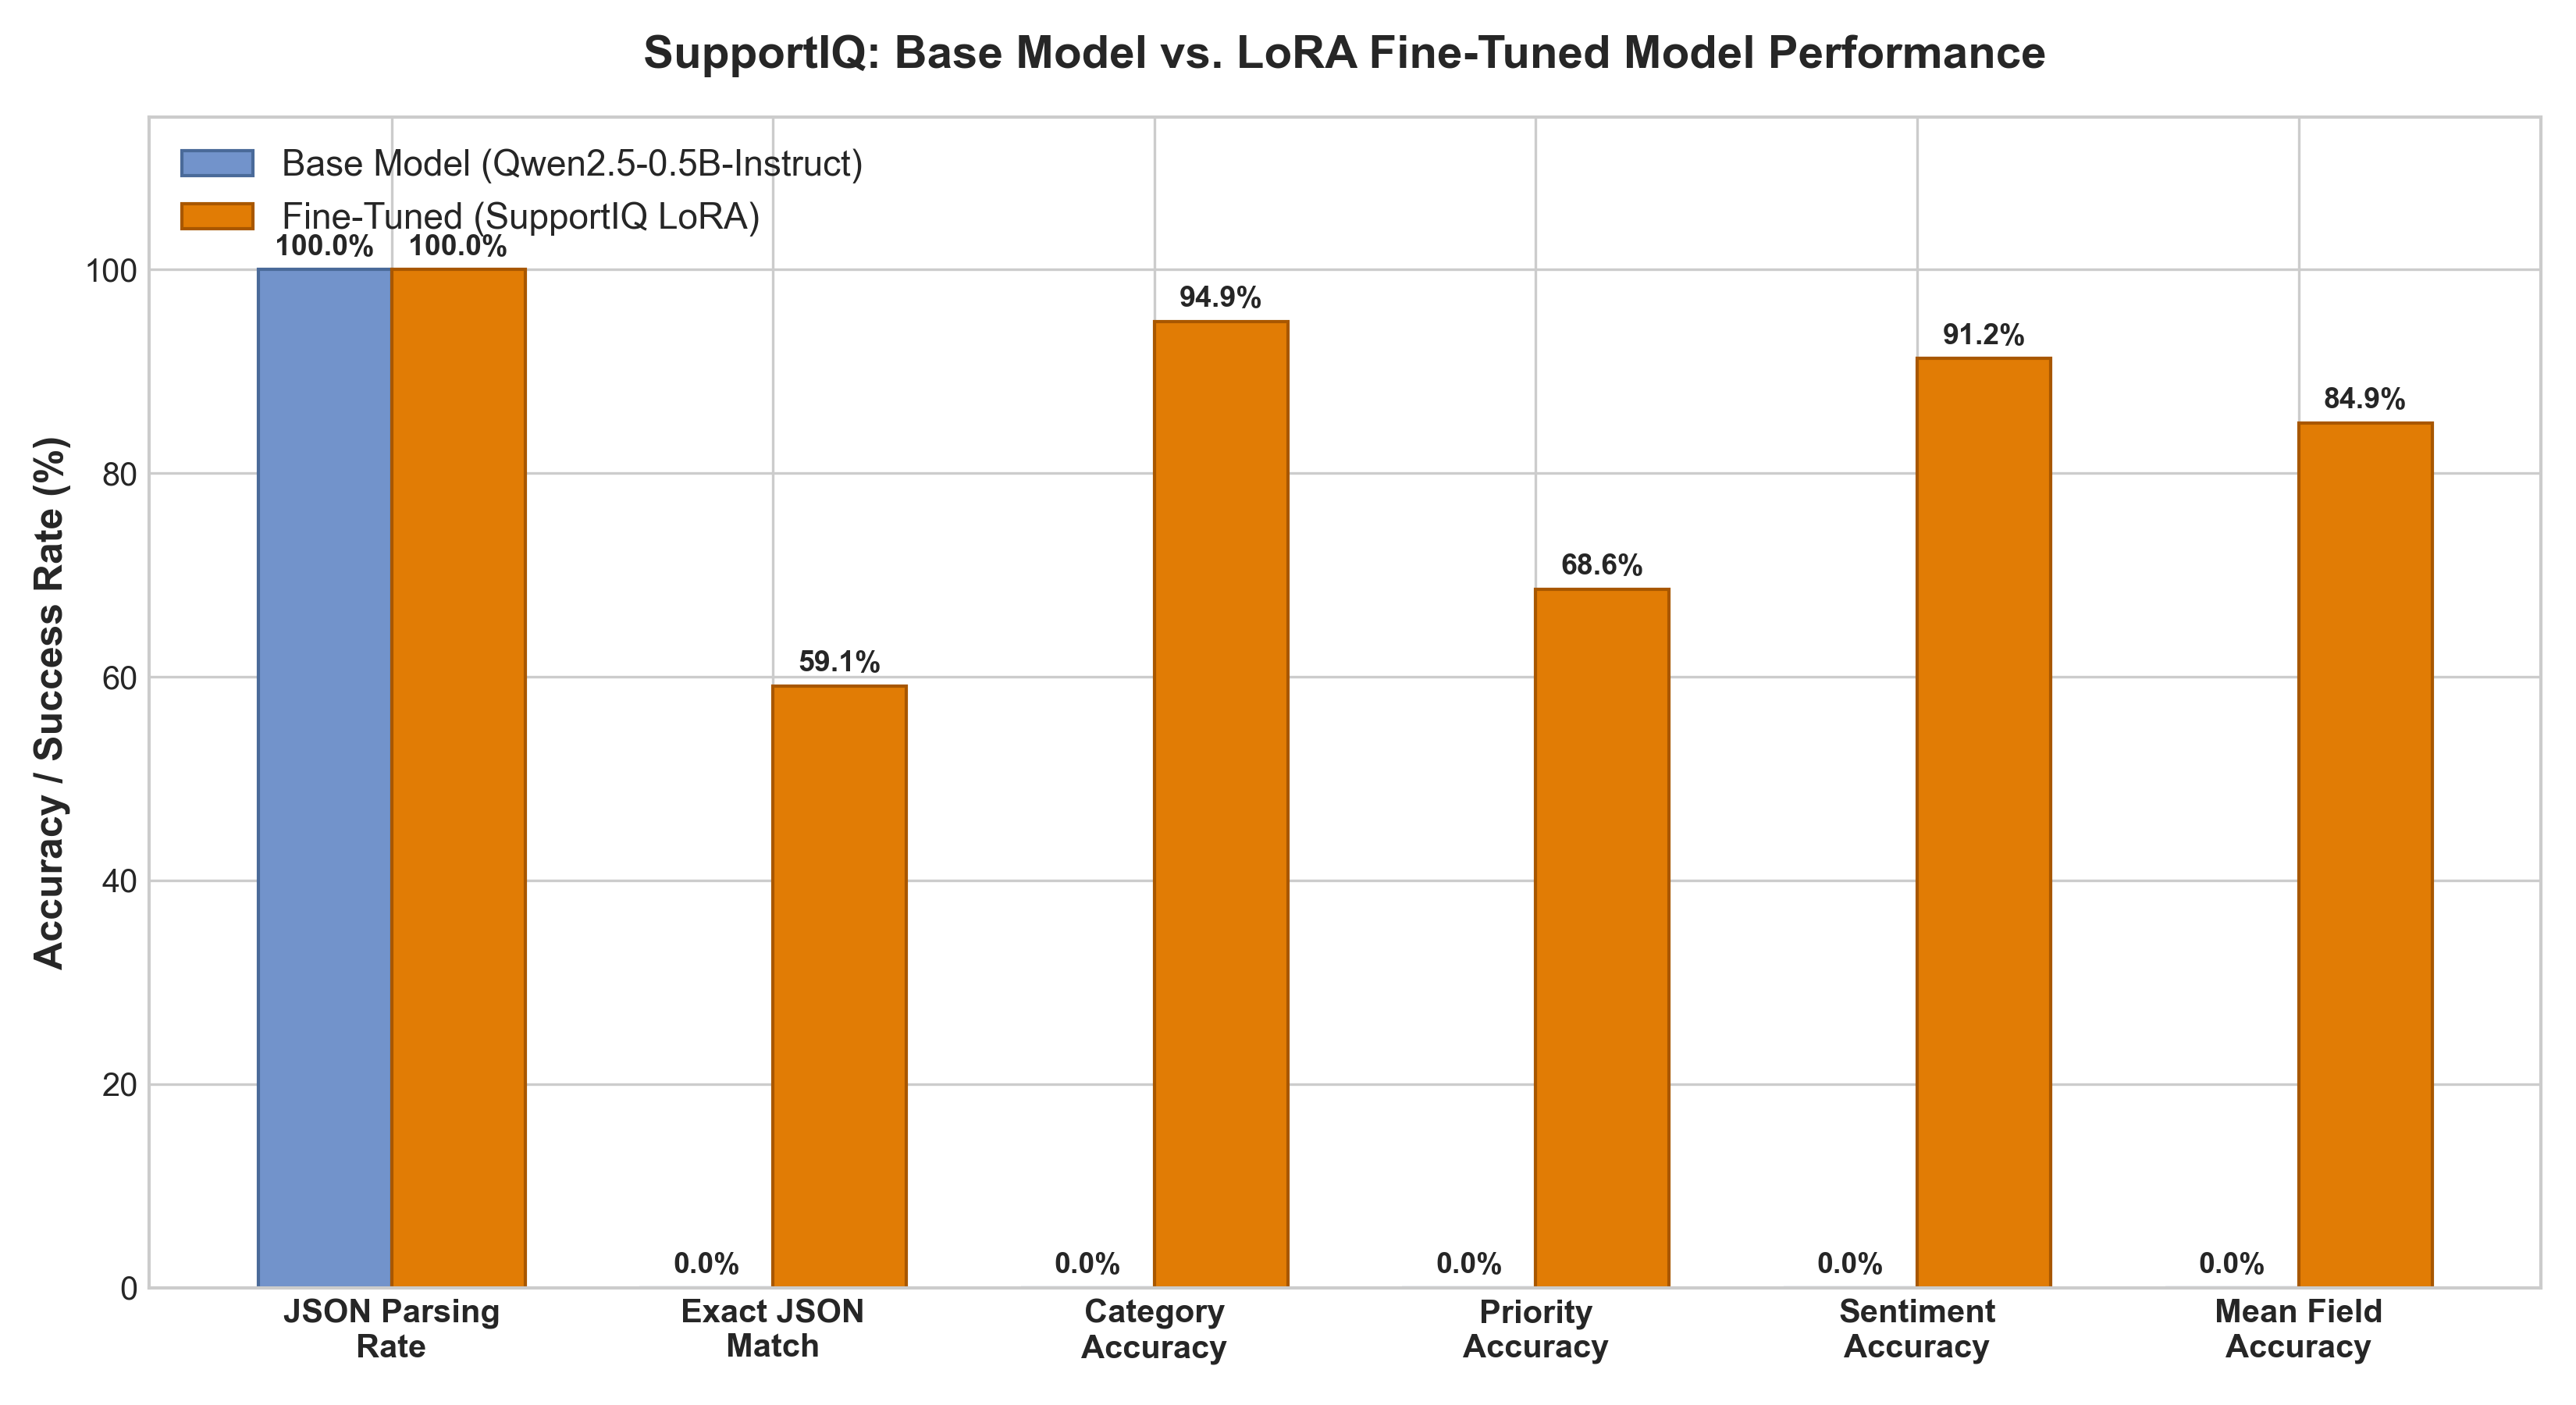 SupportIQ: Base Model vs. LoRA Fine-Tuned Model Performance
Base Model (Qwen2.5-0.5B-Instruct)
Fine-Tuned (SupportIQ LoRA)
100.0% 100.0%
94.9%
91.2%
84.9%
68.6%
59.1%
0.0% 0.0% 0.0% 0.0% 0.0%
Accuracy / Success Rate (%)
100
80
60
40
20
0
JSON Parsing
Rate
Exact JSON
Match
Category
Accuracy
Priority
Accuracy
Sentiment
Accuracy
Mean Field
Accuracy